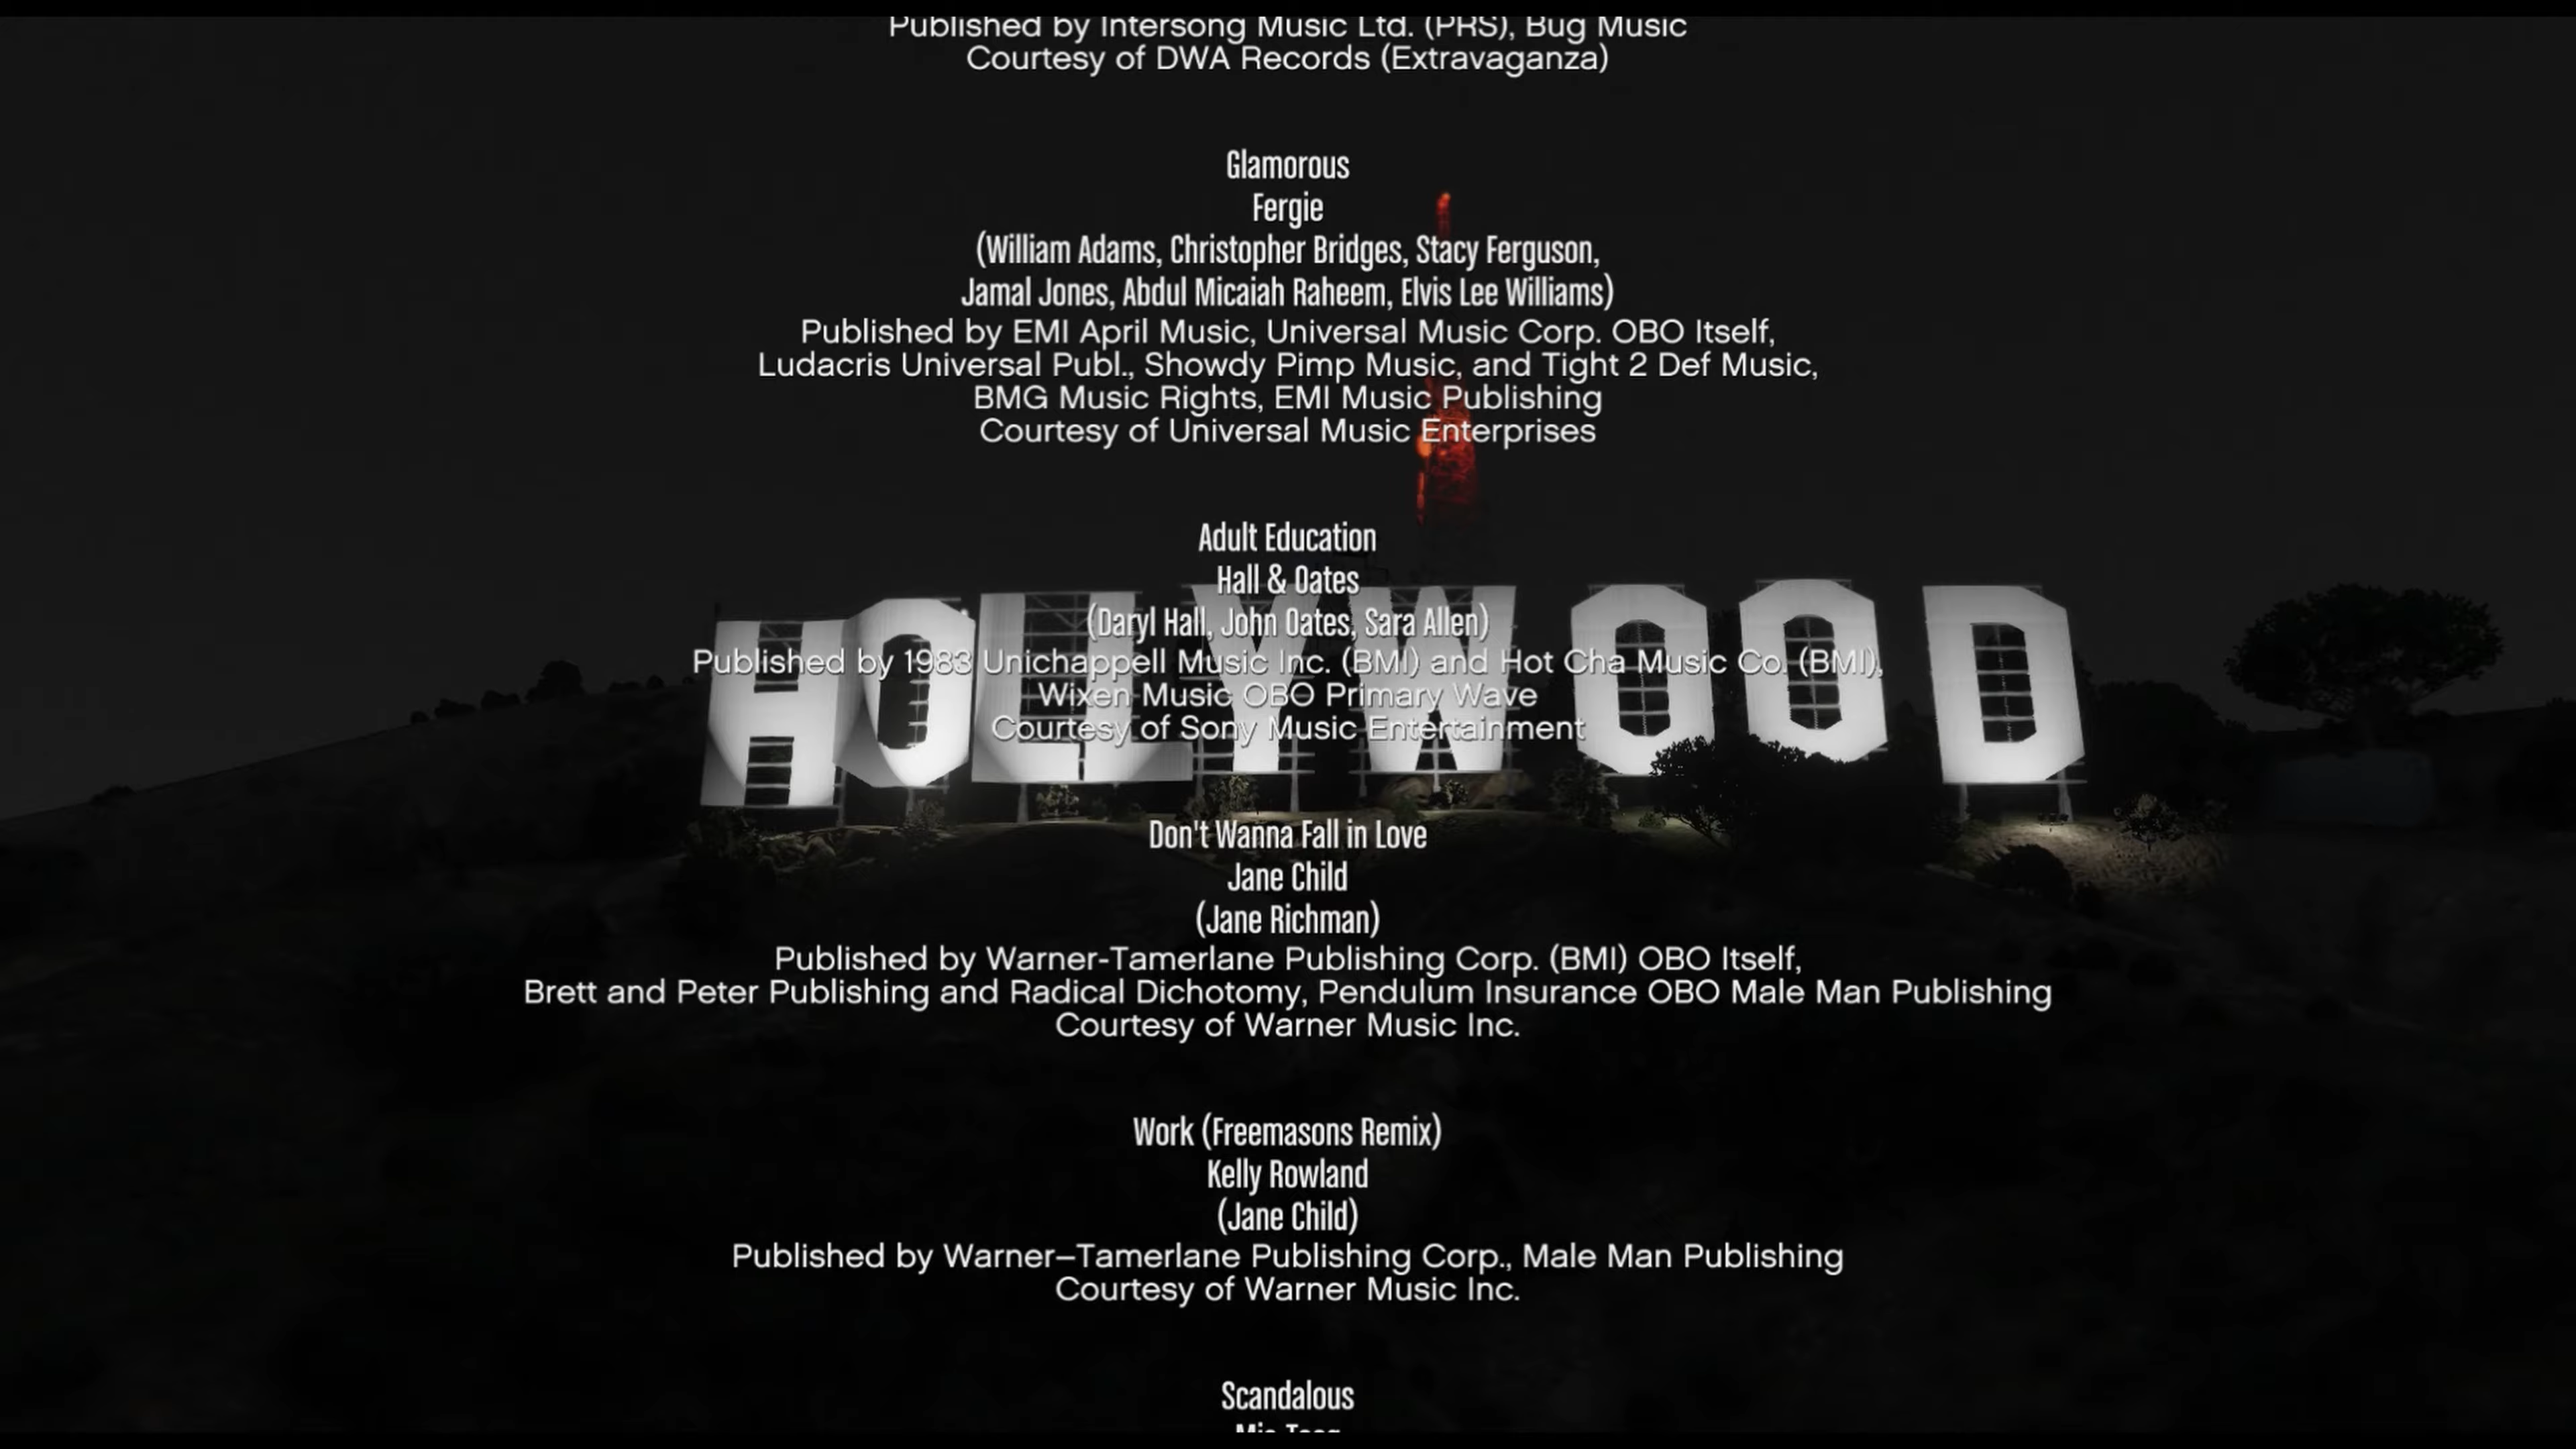 Published by Intersong Music Ltd. (PRS), Bug Music
Courtesy of DWA Records (Extravaganza)
Glamorous
Fergie
(William Adams, Christopher Bridges, Stacy Ferguson,
Jamal Jones, Abdul Micaiah Raheem, Elvis Lee Williams)
Published by EMI April Music, Universal Music Corp. OBO Itself,
Ludacris Universal Publ., Showdy Pimp Music, and Tight 2 Def Music,
BMG Music Rights, EMI Music Publishing
Courtesy of Universal Music Enterprises
Adult Education
Hall & Oates
(Daryl Hall, John Oates, Sara Allen)
Published by 1983 Unichappell Music Inc. (BMI) and Hot Cha Music Co. (BMI),
Wixen Music OBO Primary Wave
Courtesy of Sony Music Entertainment
HOLLYWOOD
Don't Wanna Fall in Love
Jane Child
(Jane Richman)
Published by Warner-Tamerlane Publishing Corp. (BMI) OBO Itself,
Brett and Peter Publishing and Radical Dichotomy, Pendulum Insurance OBO Male Man Publishing
Courtesy of Warner Music Inc.
Work (Freemasons Remix)
Kelly Rowland
(Jane Child)
Published by Warner–Tamerlane Publishing Corp., Male Man Publishing
Courtesy of Warner Music Inc.
Scandalous